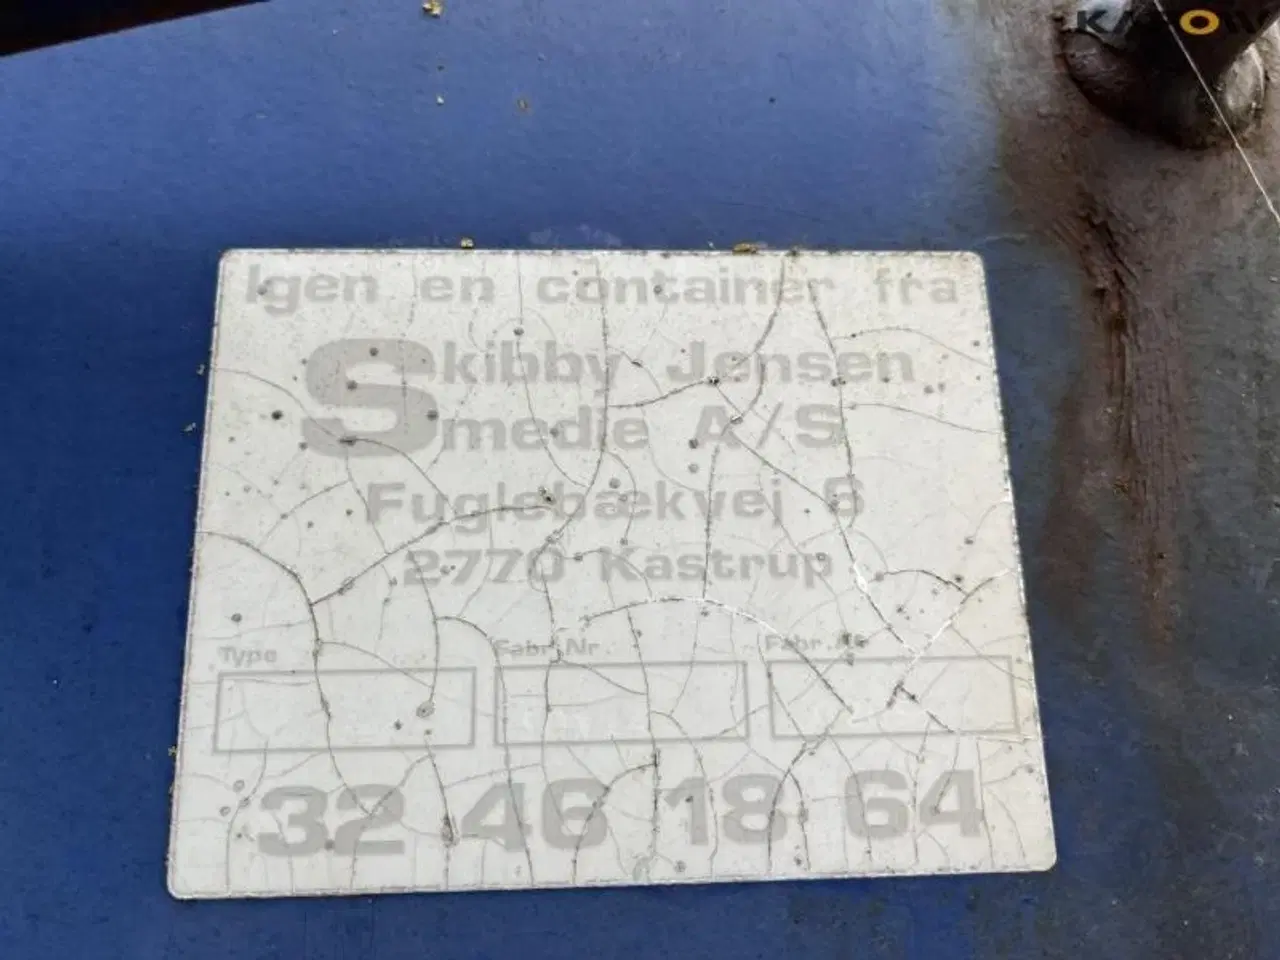 Igen en container fra
Skibby Jensen
Smedie A/S
Fuglebækvej 6
2770 Kastrup
Type
Fabr.Nr
Fabr.
32 46 18 64